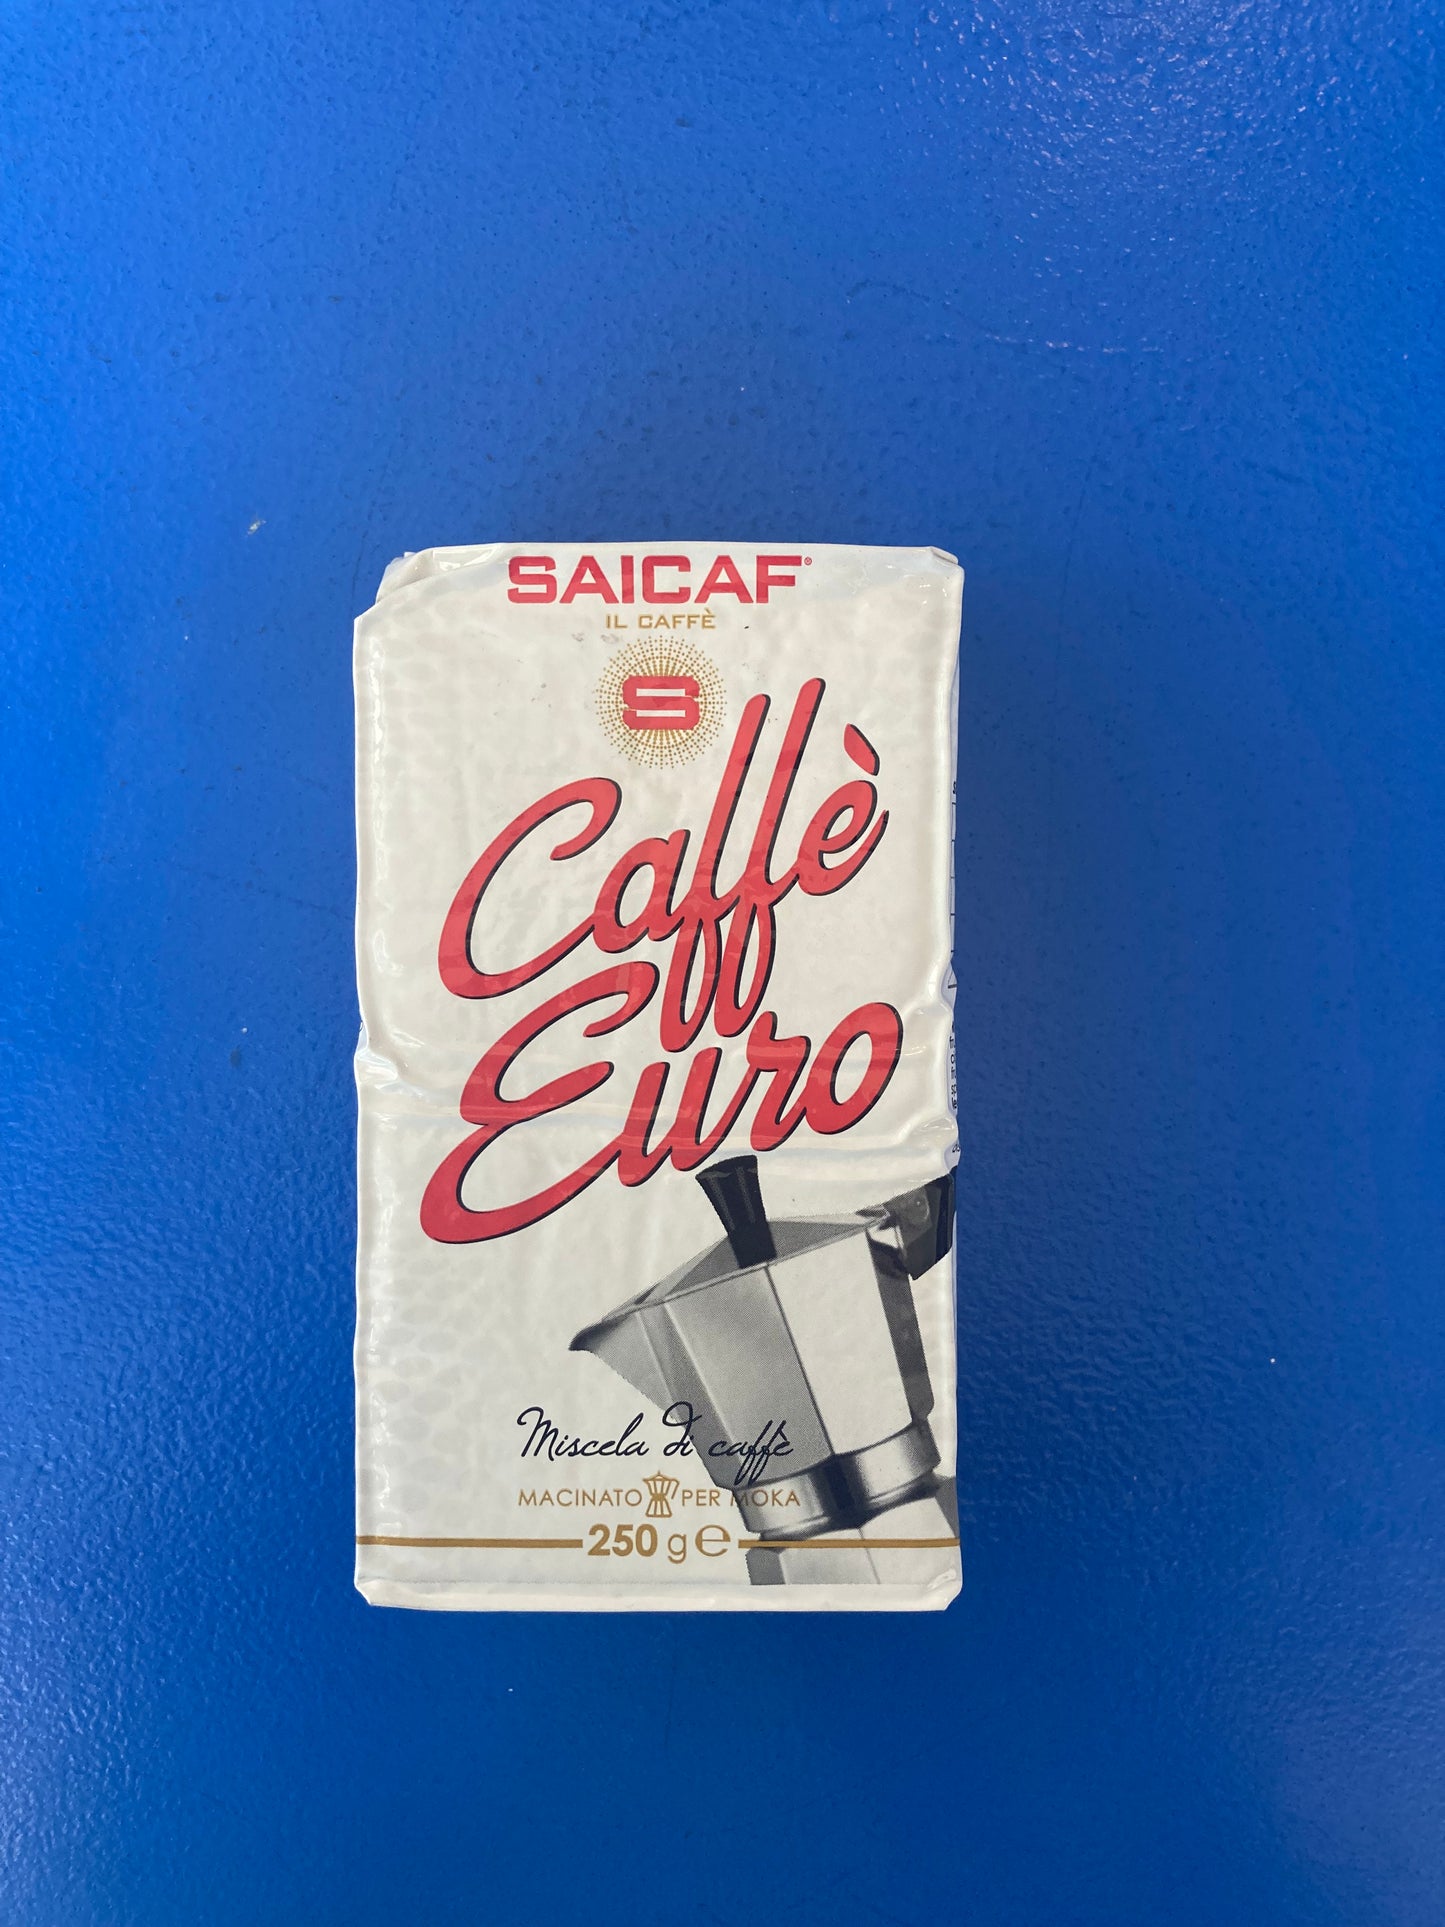 SAICAF®
IL CAFFÈ
S
Caffè
Euro
Miscela di caffè
MACINATO PER MOKA
250 g e